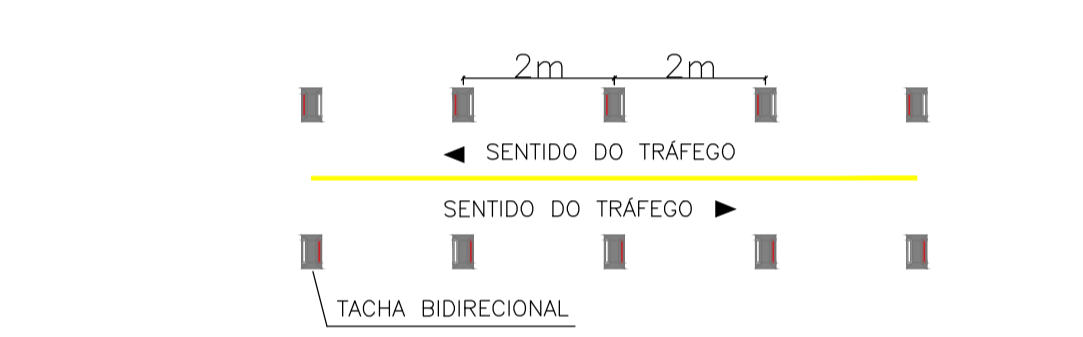 2m 2m
SENTIDO DO TRÁFEGO
SENTIDO DO TRÁFEGO
TACHA BIDIRECIONAL